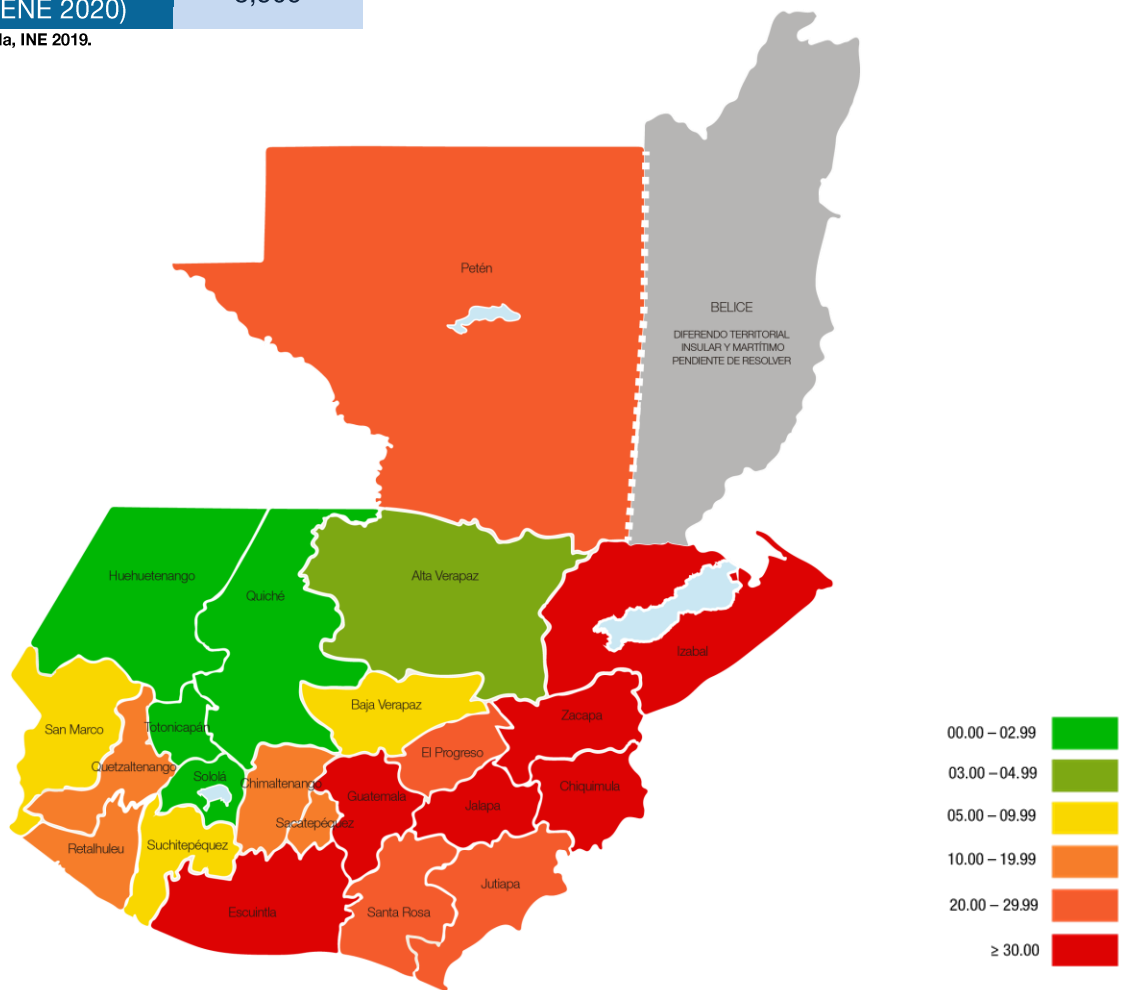 ENE 2020)
la, INE 2019.
Petén
BELICE
DIFERENDO TERRITORIAL
INSULAR Y MARTÍTIMO
PENDIENTE DE RESOLVER
Huehuetenango
Alta Verapaz
Quiché
Izabal
Baja Verapaz
Zacapa
San Marco
Totonicapán
El Progreso
Quetzaltenango
Sololá
Chimaltenango
Chiquimula
Guatemala
Jalapa
Sacatepéquez
Retalhuleu
Suchitepéquez
Jutiapa
Escuintla
Santa Rosa
00.00 – 02.99
03.00 – 04.99
05.00 – 09.99
10.00 – 19.99
20.00 – 29.99
≥ 30.00